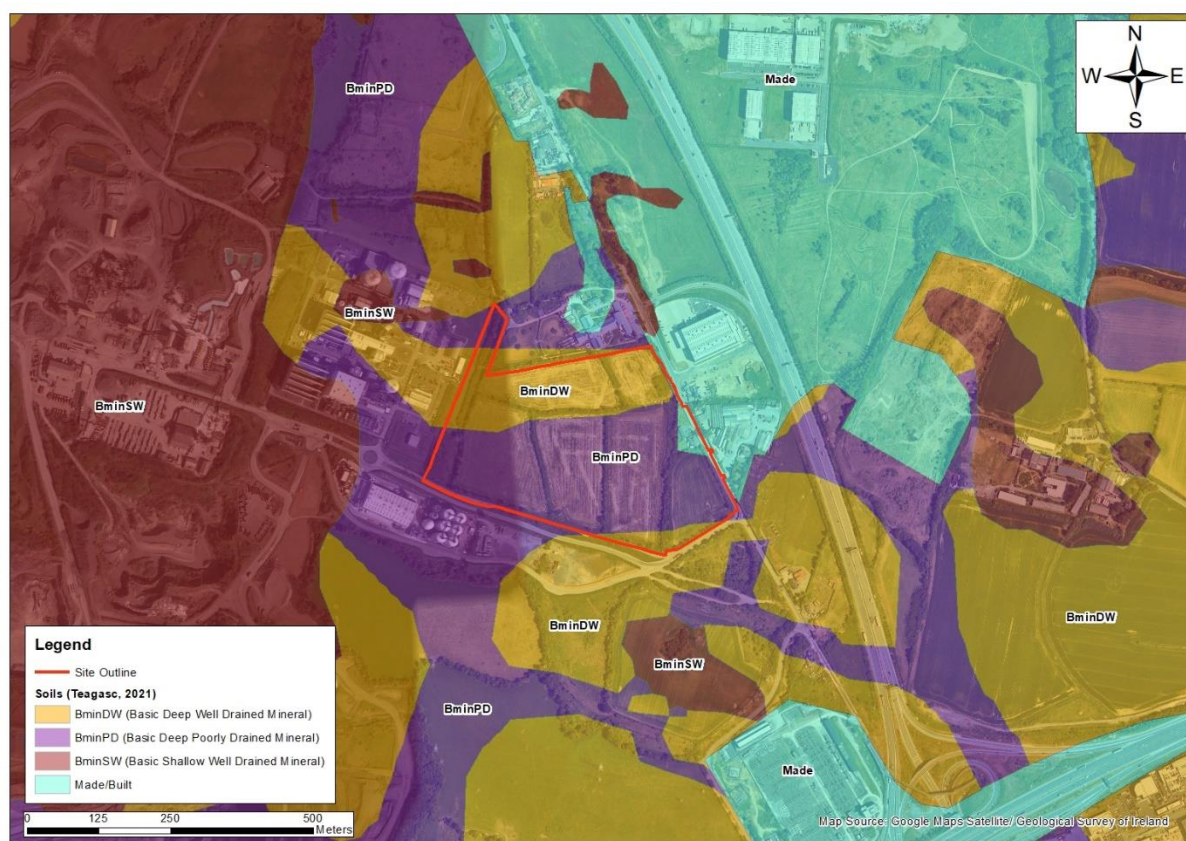 N
W E
S
BminPD
Made
BminSW
BminDW
BminSW
BminPD
BminDW
BminDW
BminSW
BminPD
Made
Legend
Site Outline
Soils (Teagasc, 2021)
BminDW (Basic Deep Well Drained Mineral)
BminPD (Basic Deep Poorly Drained Mineral)
BminSW (Basic Shallow Well Drained Mineral)
Made/Built
0 125 250 500
Meters
Map Source: Google Maps Satellite/ Geological Survey of Ireland